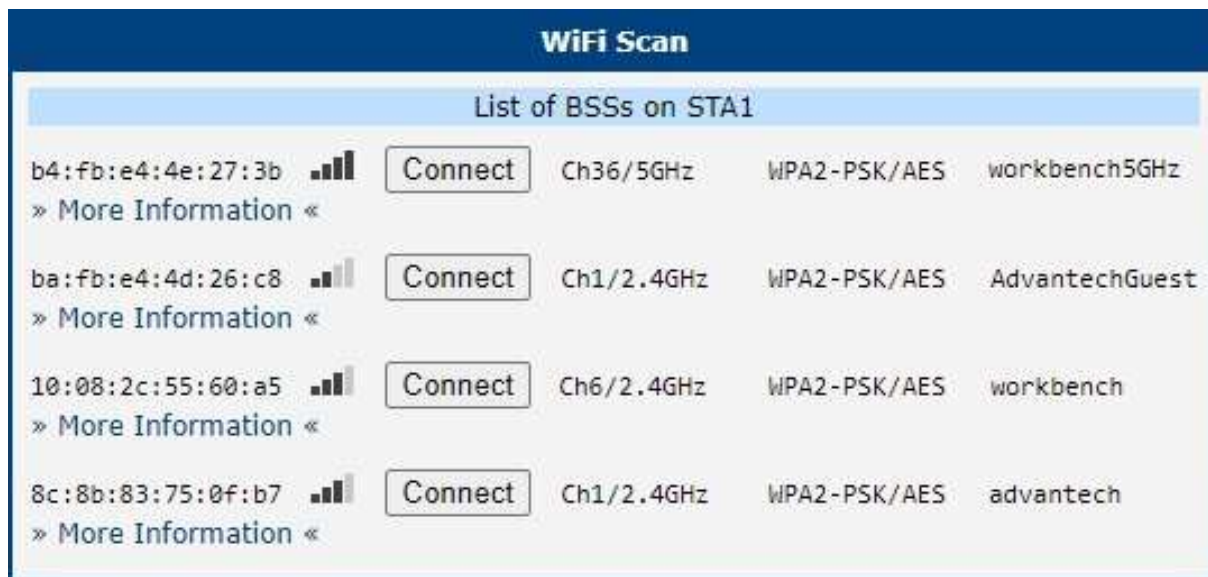 WiFi Scan
List of BSSs on STA1
b4:fb:e4:4e:27:3b Connect Ch36/5GHz WPA2-PSK/AES workbench5GHz
» More Information «
ba:fb:e4:4d:26:c8 Connect Ch1/2.4GHz WPA2-PSK/AES AdvantechGuest
» More Information «
10:08:2c:55:60:a5 Connect Ch6/2.4GHz WPA2-PSK/AES workbench
» More Information «
8c:8b:83:75:0f:b7 Connect Ch1/2.4GHz WPA2-PSK/AES advantech
» More Information «